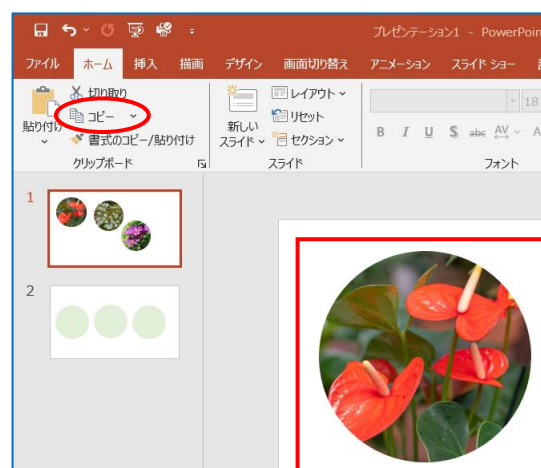 プレゼンテーション1 - PowerPoin
ファイル ホーム 挿入 描画 デザイン 画面切り替え アニメーション スライド ショー
切り取り
コピー
書式のコピー/貼り付け
貼り付け
クリップボード
新しい
スライド
レイアウト
リセット
セクション
スライド
18
B I U S abc AV A
フォント
1
2